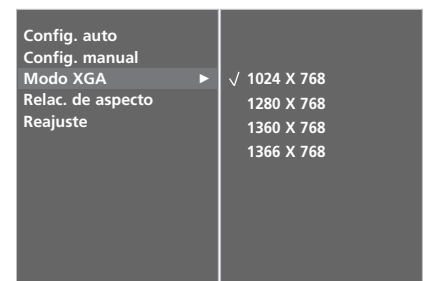 Config. auto
Config. manual
Modo XGA ►
Relac. de aspecto
Reajuste
√ 1024 X 768
1280 X 768
1360 X 768
1366 X 768